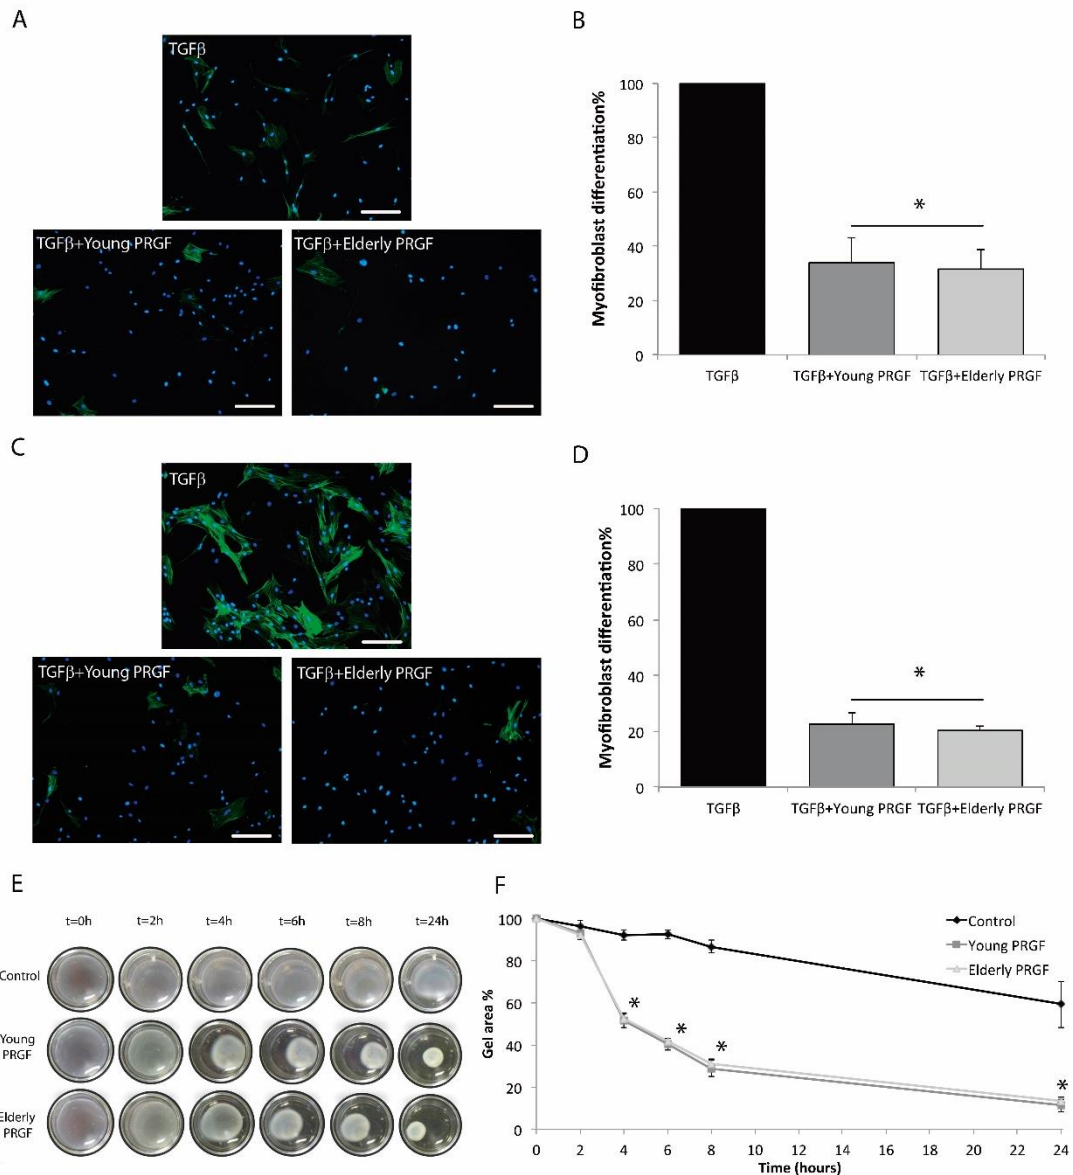 A
TGFβ
TGFβ+Young PRGF
TGFβ+Elderly PRGF
B
Myofibroblast differentiation%
100
80
60
40
20
0
*
TGFβ
TGFβ+Young PRGF
TGFβ+Elderly PRGF
C
TGFβ
TGFβ+Young PRGF
TGFβ+Elderly PRGF
D
Myofibroblast differentiation%
100
80
60
40
20
0
*
TGFβ
TGFβ+Young PRGF
TGFβ+Elderly PRGF
E
t=0h t=2h t=4h t=6h t=8h t=24h
Control
Young
PRGF
Elderly
PRGF
F
Gel area %
100
80
60
40
20
0
Control
Young PRGF
Elderly PRGF
* * * *
0 2 4 6 8 10 12 14 16 18 20 22 24
Time (hours)